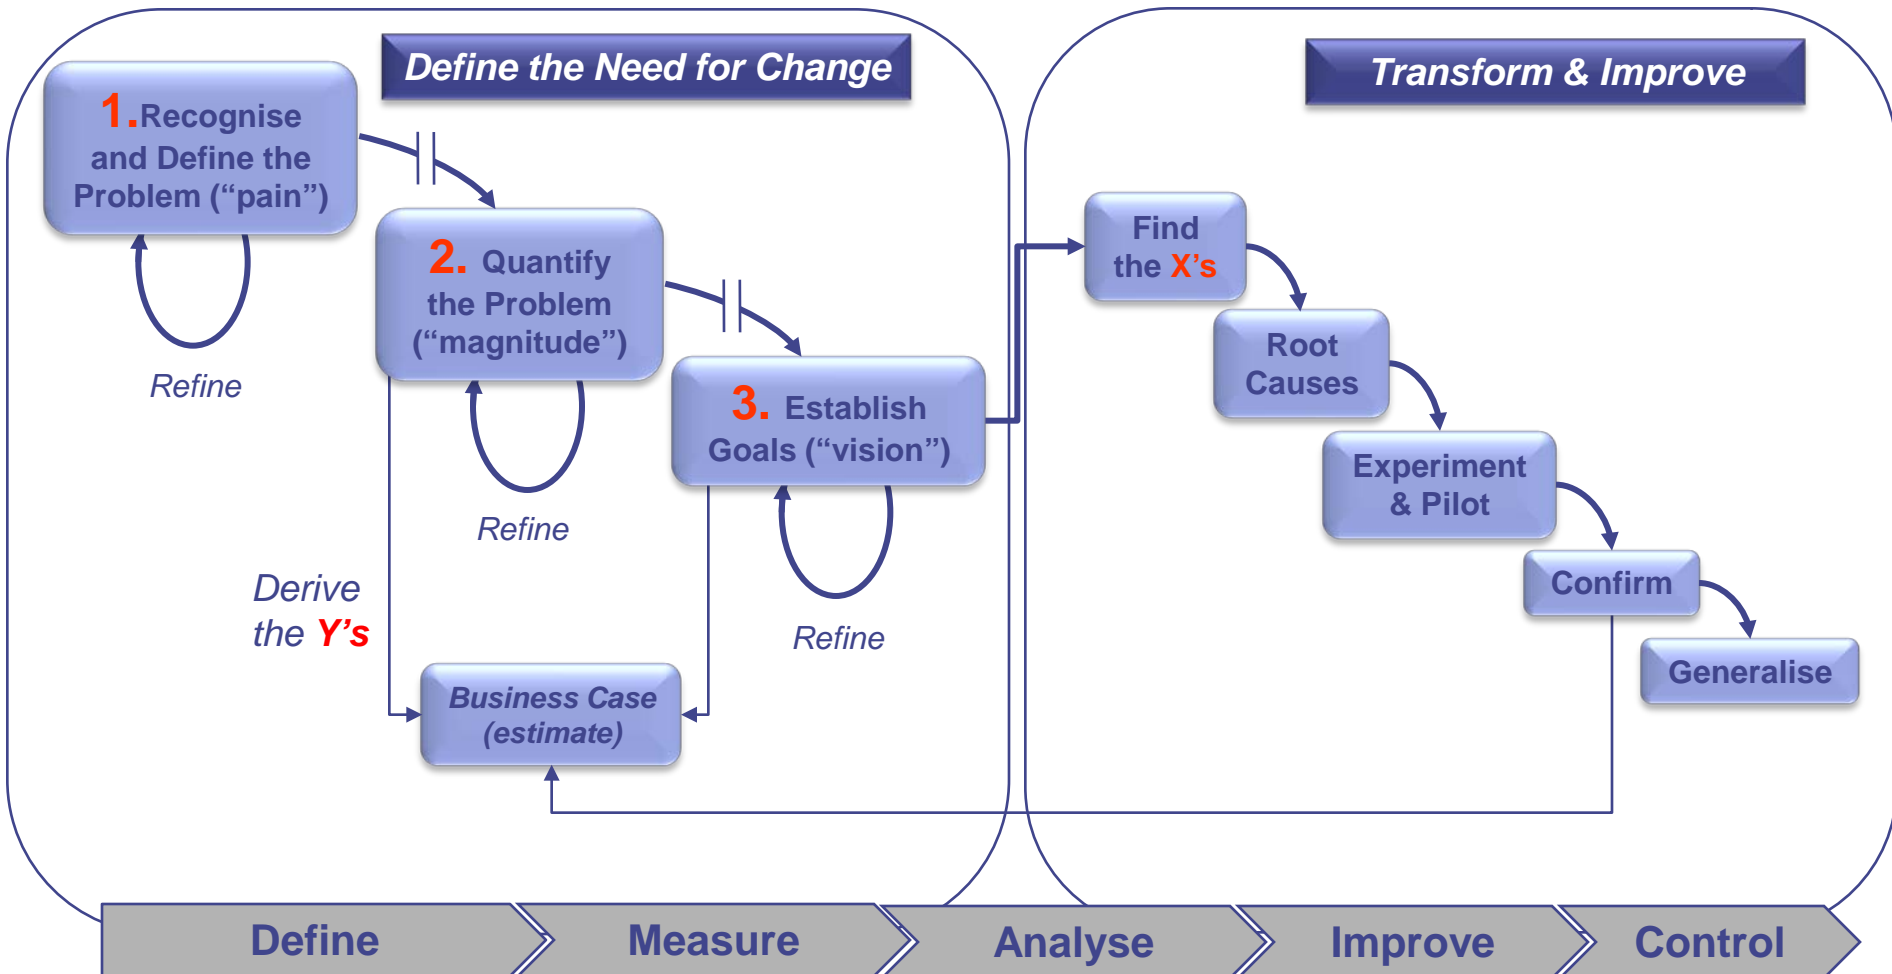 Define the Need for Change
1.Recognise
and Define the
Problem (“pain”)
Refine
2. Quantify
the Problem
(“magnitude”)
Refine
3. Establish
Goals (“vision”)
Refine
Derive
the Y’s
Business Case
(estimate)
Transform & Improve
Find
the X’s
Root
Causes
Experiment
& Pilot
Confirm
Generalise
Define
Measure
Analyse
Improve
Control